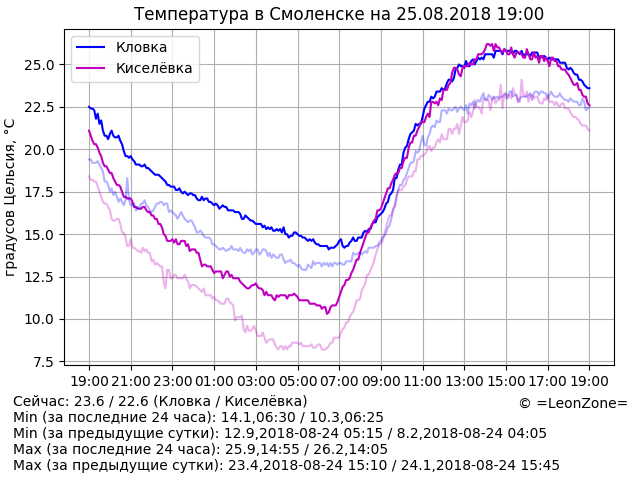 Температура в Смоленске на 25.08.2018 19:00
Кловка
Киселёвка
градусов Цельсия, °C
25.0
22.5
20.0
17.5
15.0
12.5
10.0
7.5
19:00 21:00 23:00 01:00 03:00 05:00 07:00 09:00 11:00 13:00 15:00 17:00 19:00
Сейчас: 23.6 / 22.6 (Кловка / Киселёвка)
© =LeonZone=
Min (за последние 24 часа): 14.1,06:30 / 10.3,06:25
Min (за предыдущие сутки): 12.9,2018-08-24 05:15 / 8.2,2018-08-24 04:05
Max (за последние 24 часа): 25.9,14:55 / 26.2,14:05
Max (за предыдущие сутки): 23.4,2018-08-24 15:10 / 24.1,2018-08-24 15:45